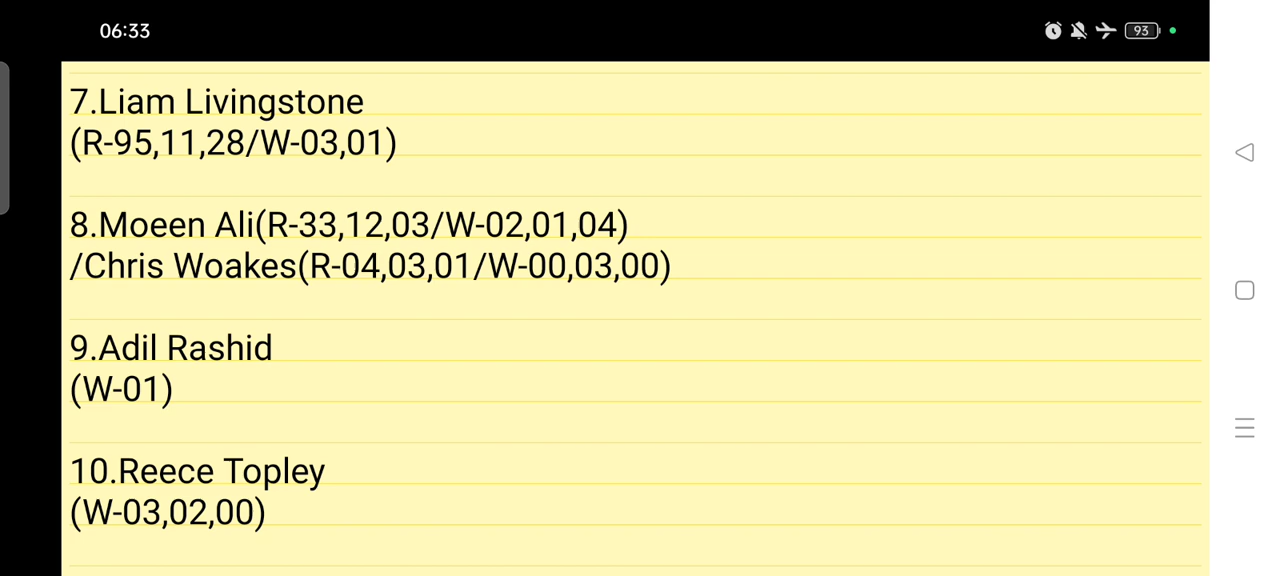 06:33
93
7.Liam Livingstone
(R-95,11,28/W-03,01)
8.Moeen Ali(R-33,12,03/W-02,01,04)
/Chris Woakes(R-04,03,01/W-00,03,00)
9.Adil Rashid
(W-01)
10.Reece Topley
(W-03,02,00)